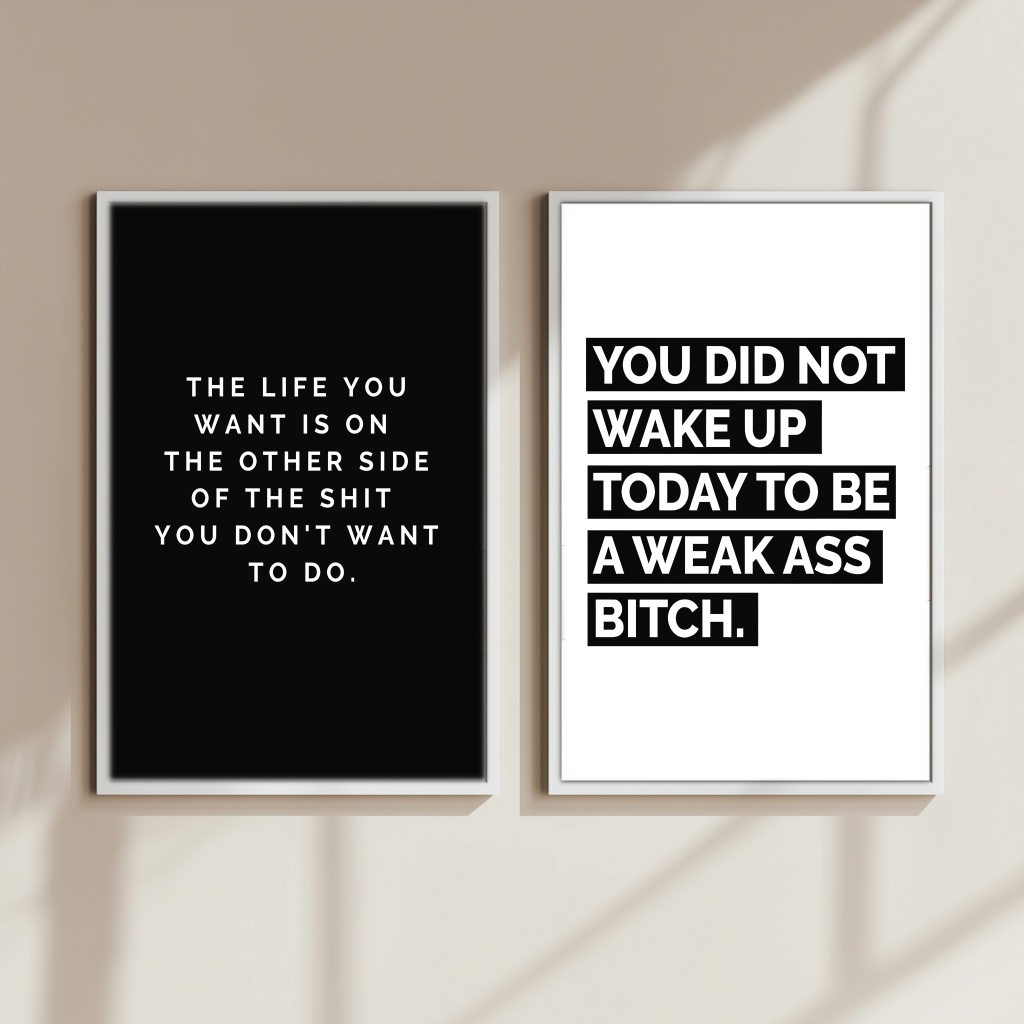 THE LIFE YOU
WANT IS ON
THE OTHER SIDE
OF THE SHIT
YOU DON'T WANT
TO DO.
YOU DID NOT
WAKE UP
TODAY TO BE
A WEAK ASS
BITCH.